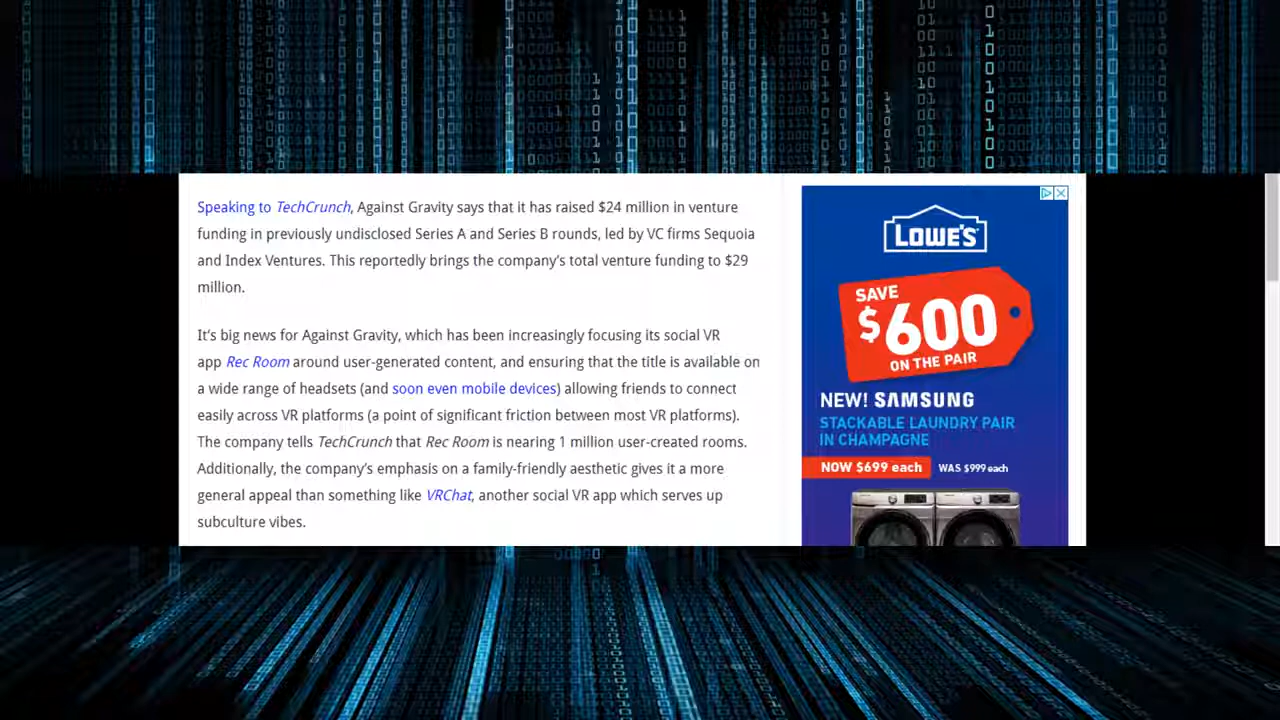 Speaking to TechCrunch, Against Gravity says that it has raised $24 million in venture
funding in previously undisclosed Series A and Series B rounds, led by VC firms Sequoia
and Index Ventures. This reportedly brings the company's total venture funding to $29
million.
It's big news for Against Gravity, which has been increasingly focusing its social VR
app Rec Room around user-generated content, and ensuring that the title is available on
a wide range of headsets (and soon even mobile devices) allowing friends to connect
easily across VR platforms (a point of significant friction between most VR platforms).
The company tells TechCrunch that Rec Room is nearing 1 million user-created rooms.
Additionally, the company's emphasis on a family-friendly aesthetic gives it a more
general appeal than something like VRChat, another social VR app which serves up
subculture vibes.
LOWE'S
SAVE
$600
ON THE PAIR
NEW! SAMSUNG
STACKABLE LAUNDRY PAIR
IN CHAMPAGNE
NOW $699 each WAS $999 each